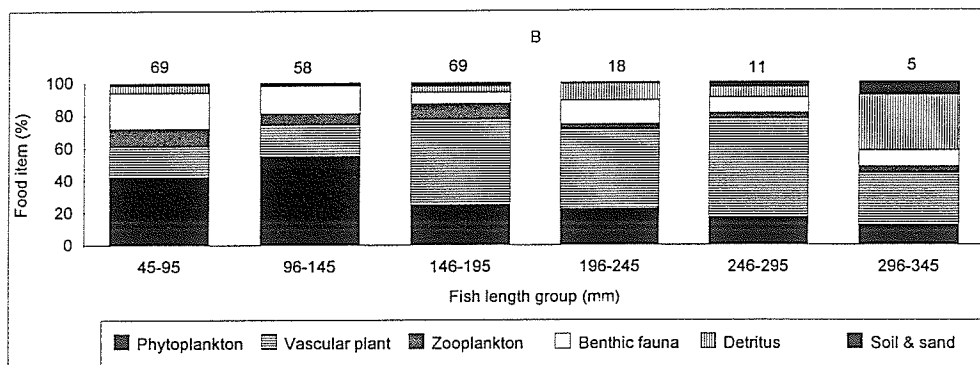 B
69 58 69 18 11 5
100
80
60
40
20
0
Food item (%)
45-95 96-145 146-195 196-245 246-295 296-345
Fish length group (mm)
Phytoplankton Vascular plant Zooplankton Benthic fauna Detritus Soil & sand